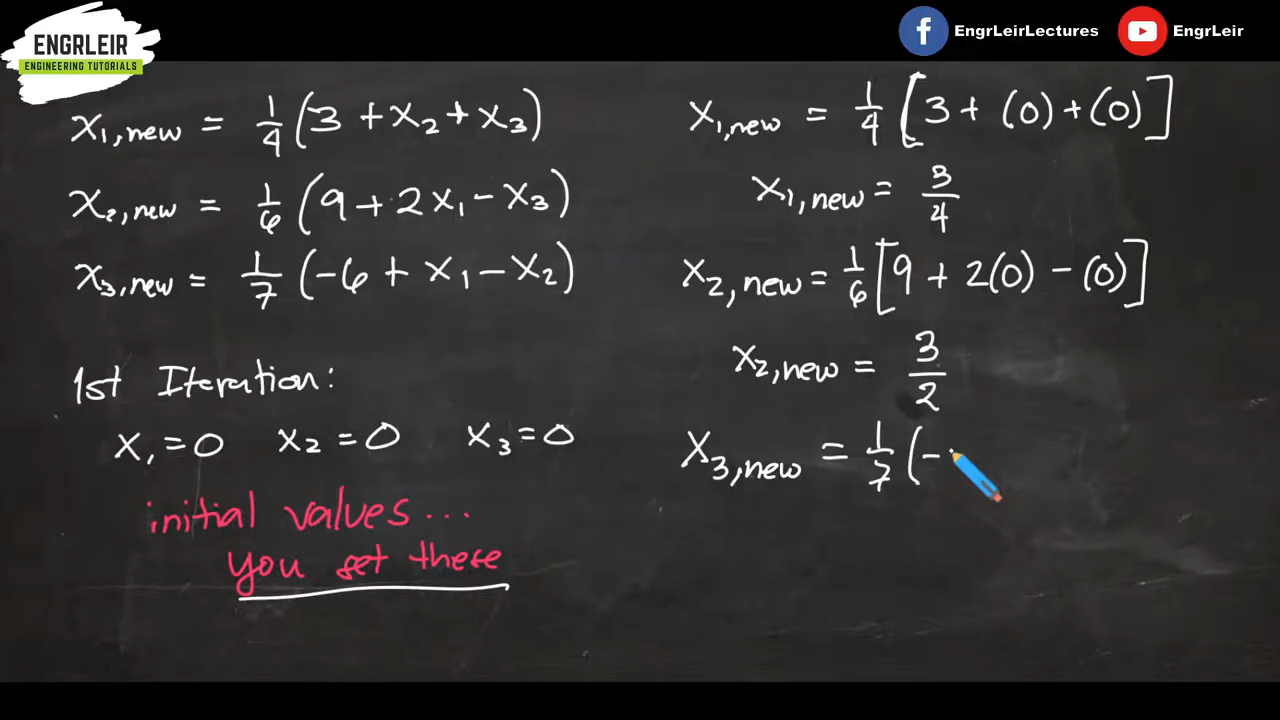 ENGRLEIR
ENGINEERING TUTORIALS
EngrLeirLectures
EngrLeir
x₁,new = 1/4 (3 + x₂ + x₃)
x₂,new = 1/6 (9 + 2x₁ - x₃)
x₃,new = 1/7 (-6 + x₁ - x₂)
1st Iteration:
x₁ = 0 x₂ = 0 x₃ = 0
initial values...
you set these
x₁,new = 1/4 [3 + (0) + (0)]
x₁,new = 3/4
x₂,new = 1/6 [9 + 2(0) - (0)]
x₂,new = 3/2
x₃,new = 1/7 (-